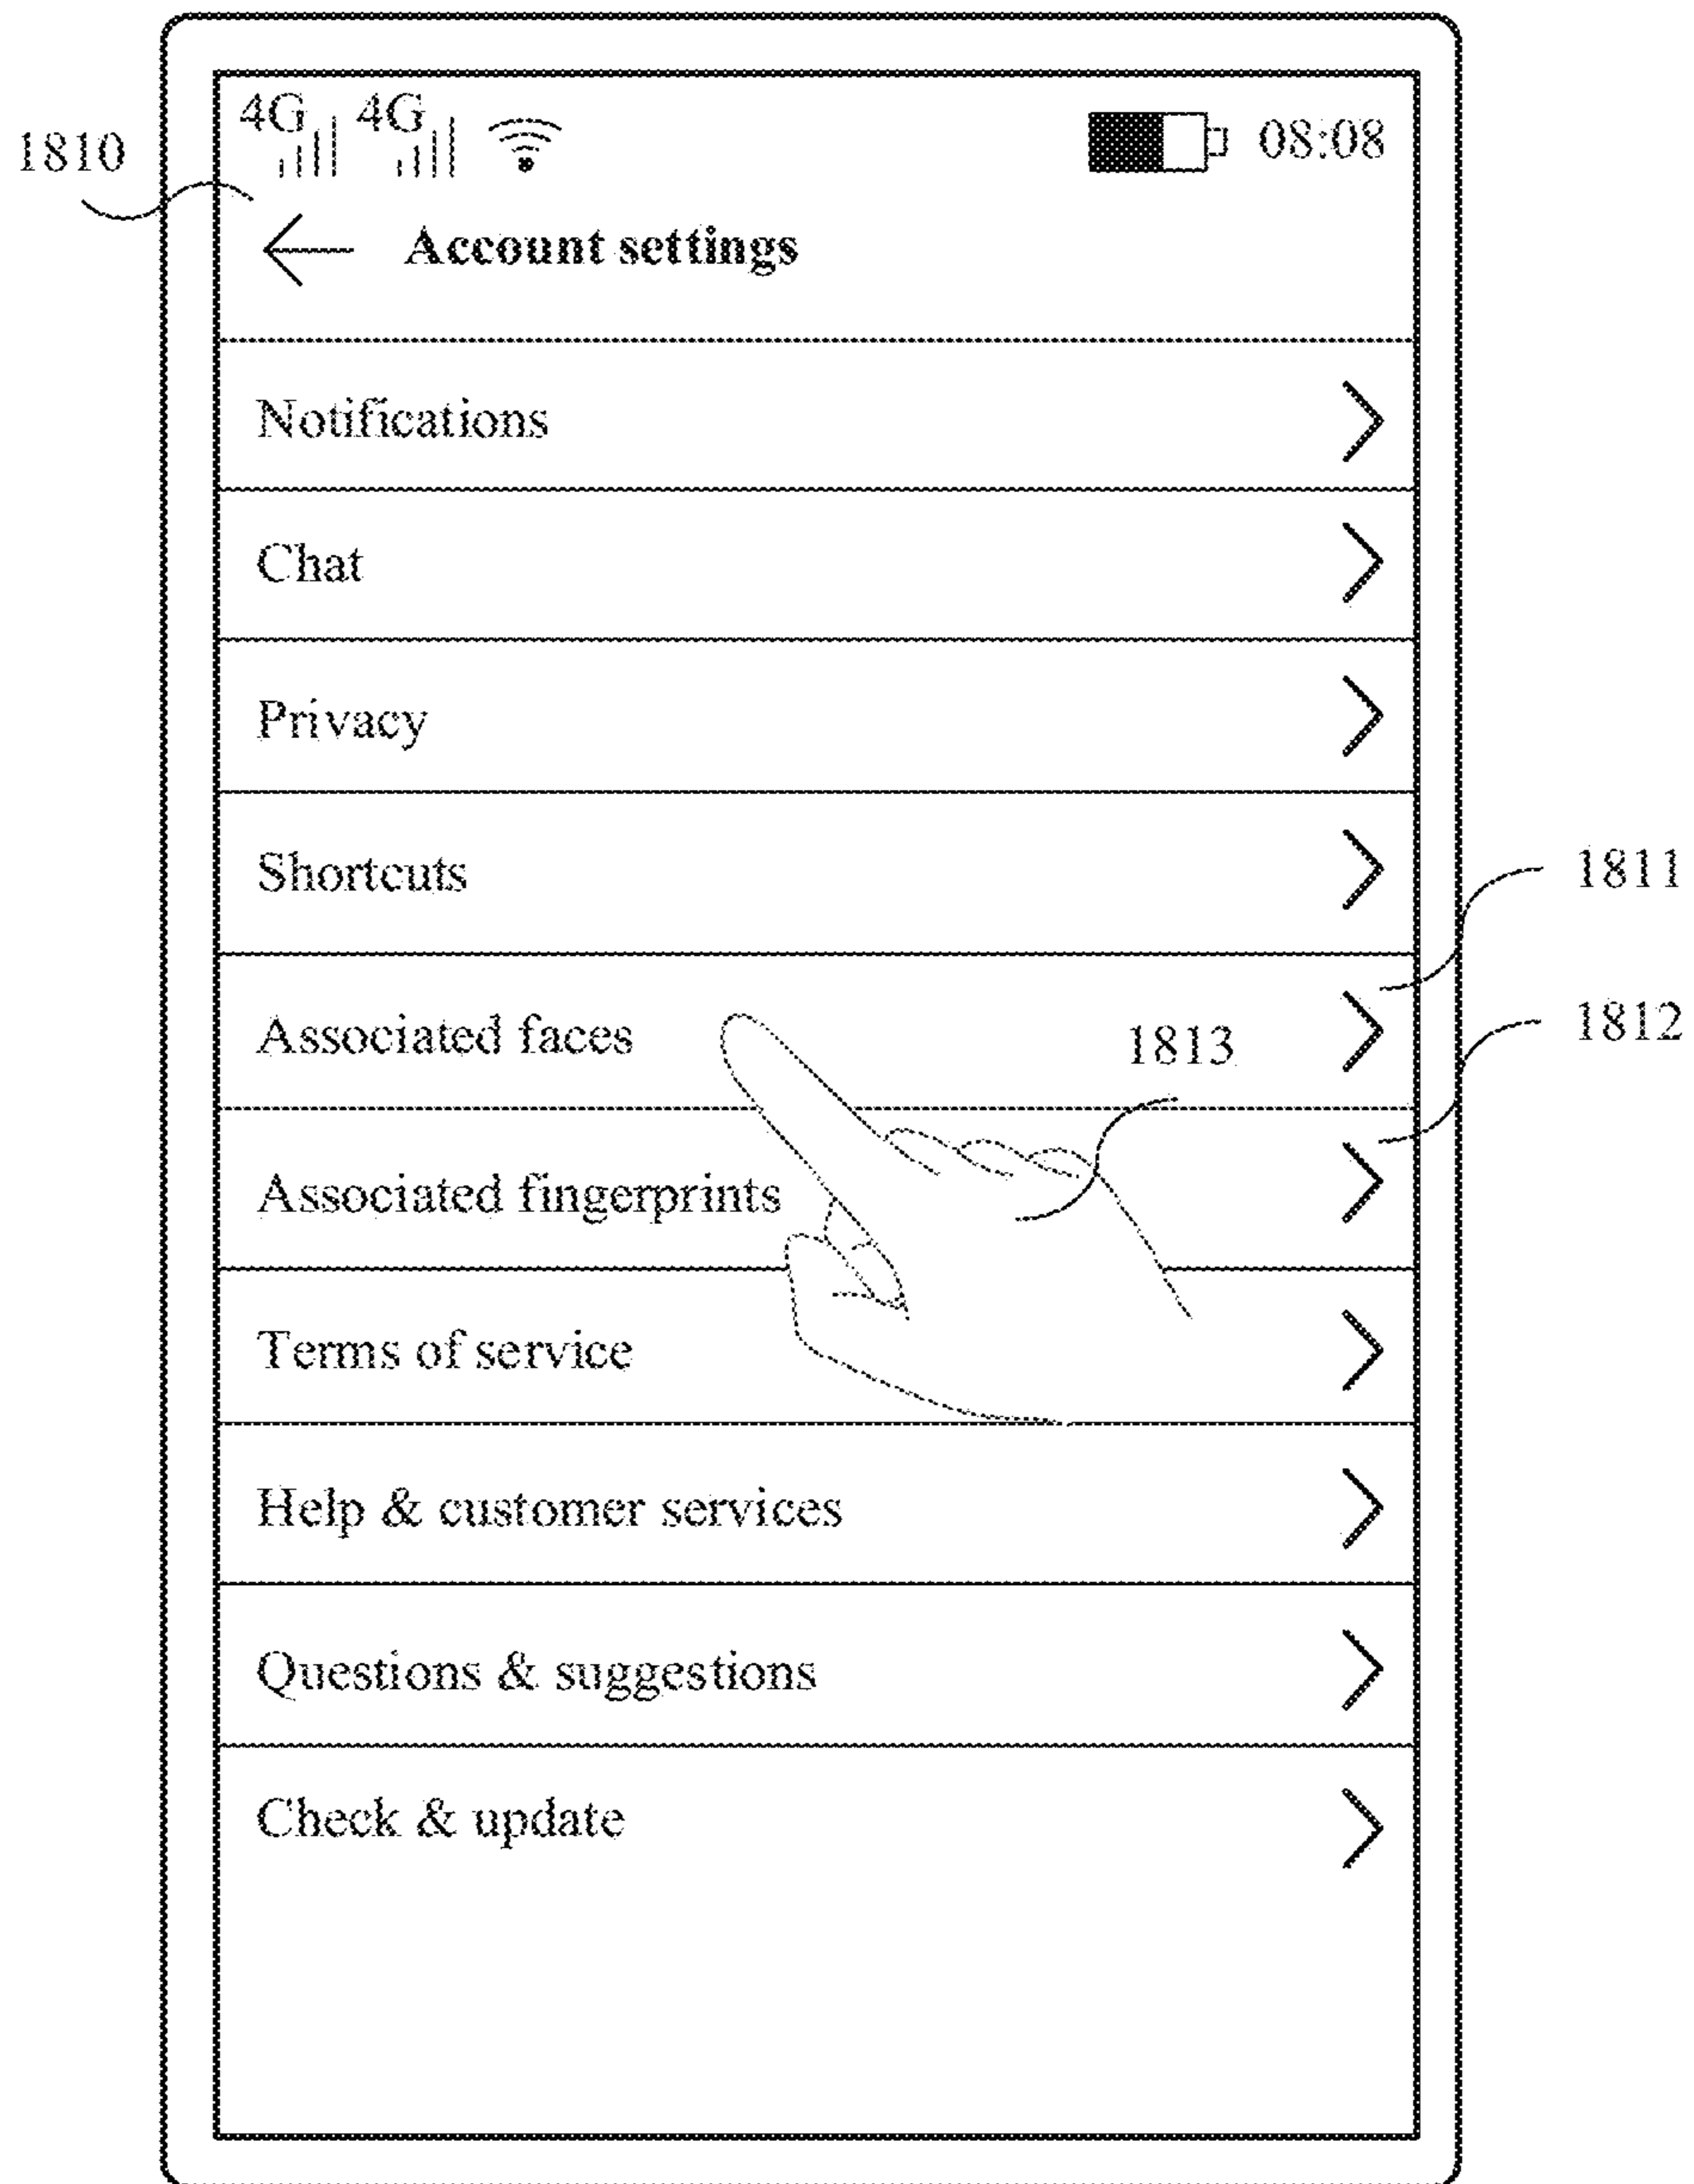 4G 4G 08:08
1810
Account settings
Notifications
Chat
Privacy
Shortcuts
1811
Associated faces
1813
1812
Associated fingerprints
Terms of service
Help & customer services
Questions & suggestions
Check & update